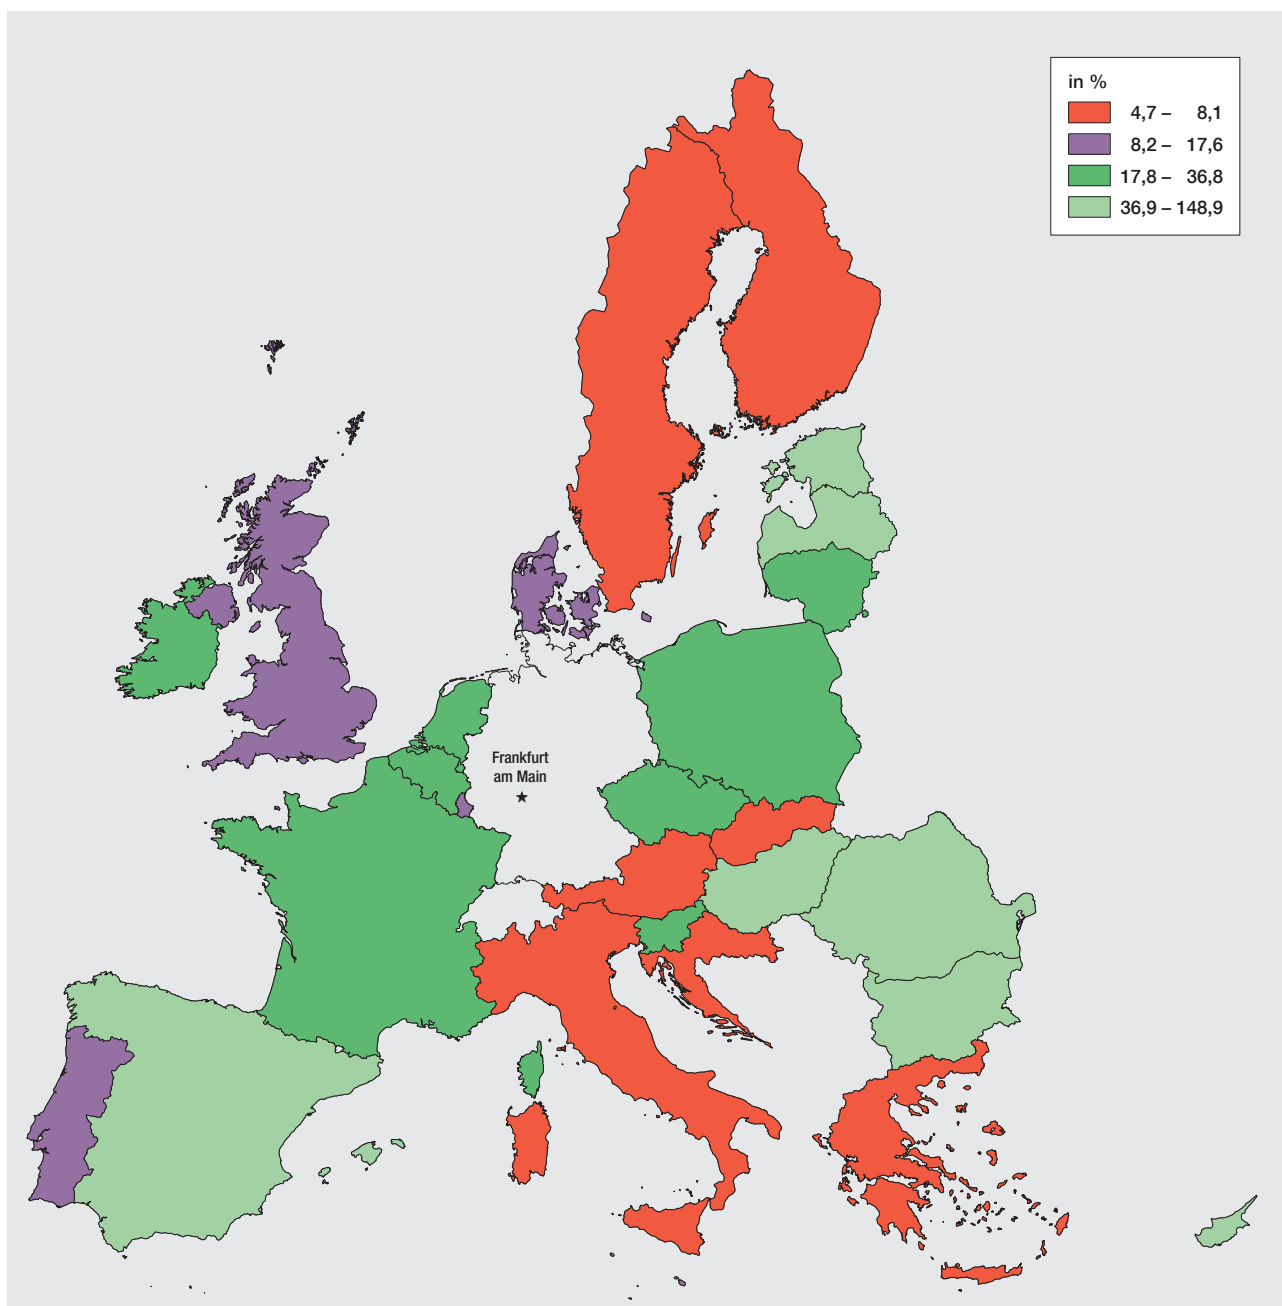 in %
4,7 – 8,1
8,2 – 17,6
17,8 – 36,8
36,9 – 148,9
Frankfurt
am Main